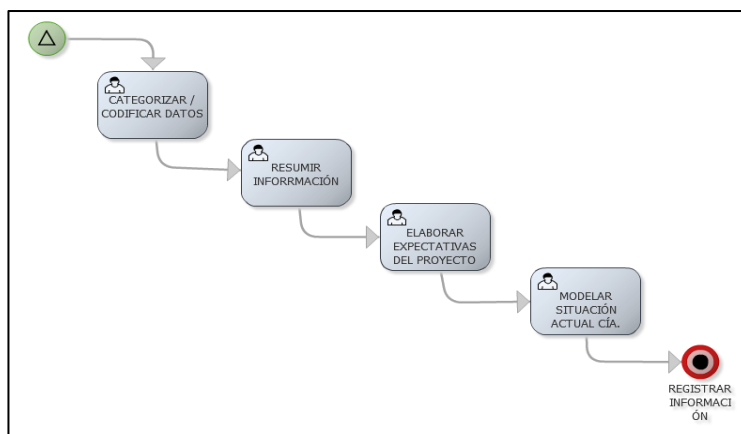 CATEGORIZAR /
CODIFICAR DATOS
RESUMIR
INFORRMACIÓN
ELABORAR
EXPECTATIVAS
DEL PROYECTO
MODELAR
SITUACIÓN
ACTUAL CÍA.
REGISTRAR
INFORMACI
ÓN